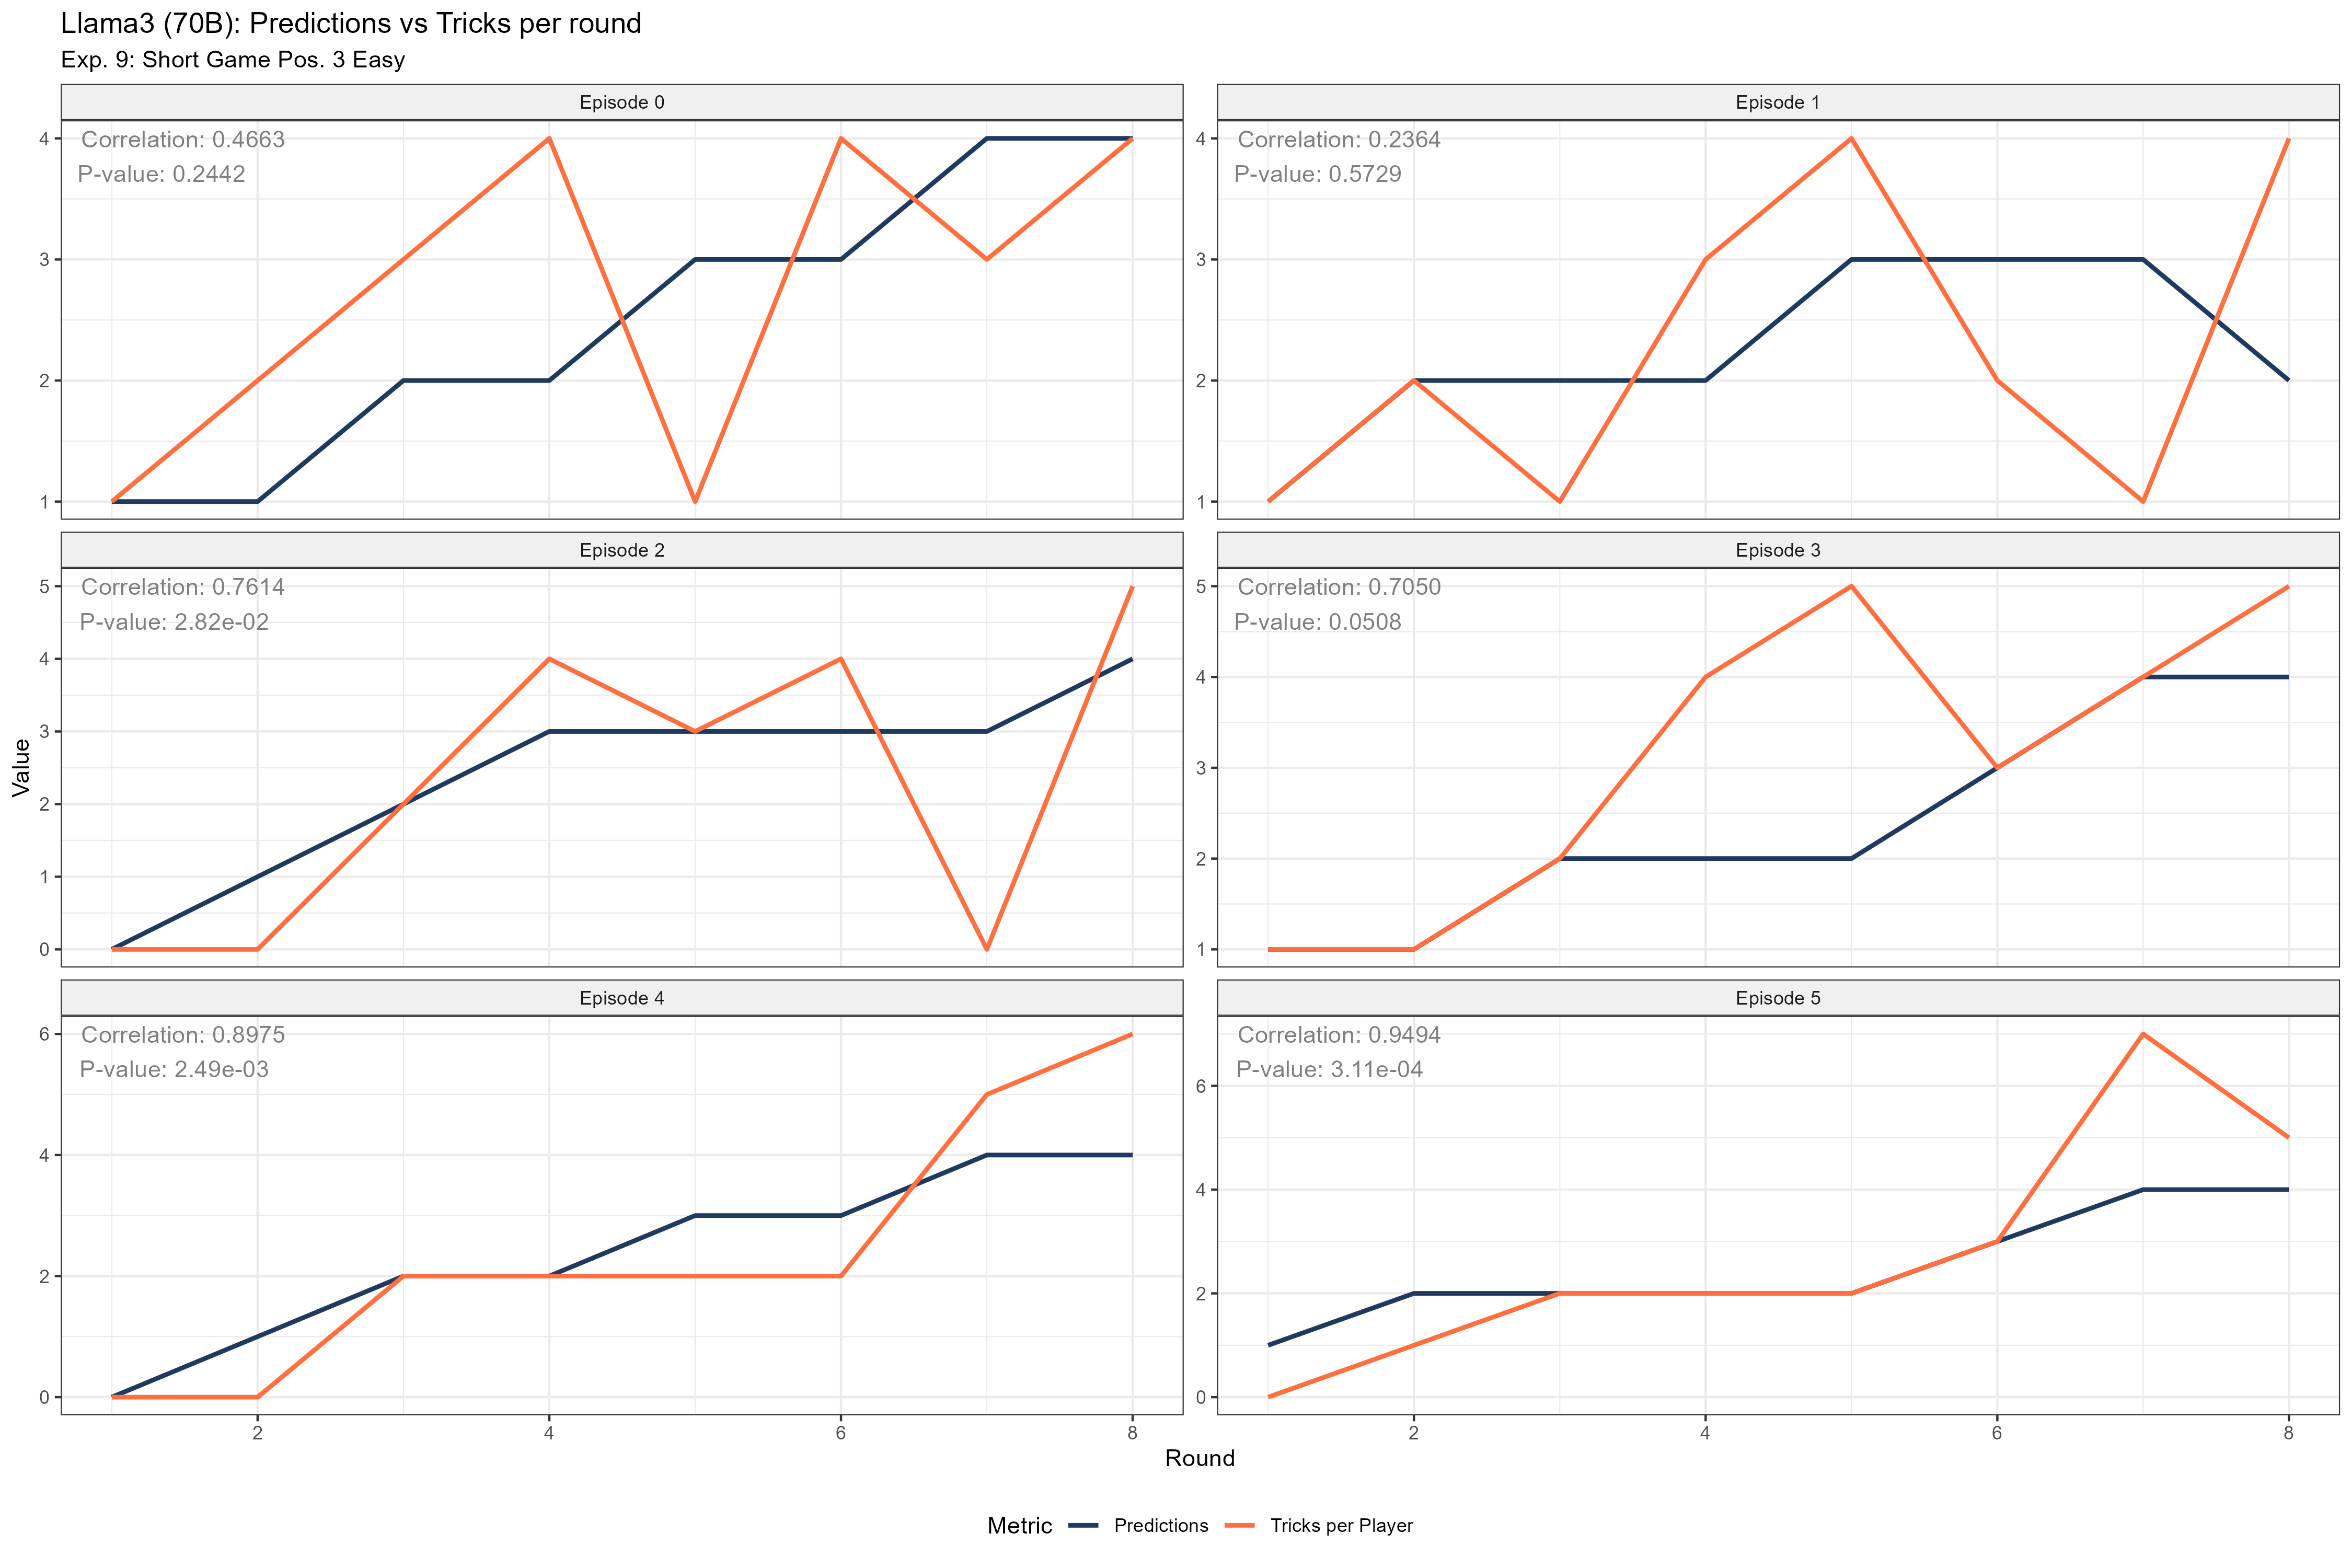 Llama3 (70B): Predictions vs Tricks per round
Exp. 9: Short Game Pos. 3 Easy
Episode 0
Correlation: 0.4663
P-value: 0.2442
4
3
2
1
Episode 1
Correlation: 0.2364
P-value: 0.5729
4
3
2
1
Episode 2
Correlation: 0.7614
P-value: 2.82e-02
5
4
3
2
1
0
Episode 3
Correlation: 0.7050
P-value: 0.0508
5
4
3
2
1
Value
Episode 4
Correlation: 0.8975
P-value: 2.49e-03
6
4
2
0
2 4 6 8
Episode 5
Correlation: 0.9494
P-value: 3.11e-04
6
4
2
0
2 4 6 8
Round
Metric Predictions Tricks per Player